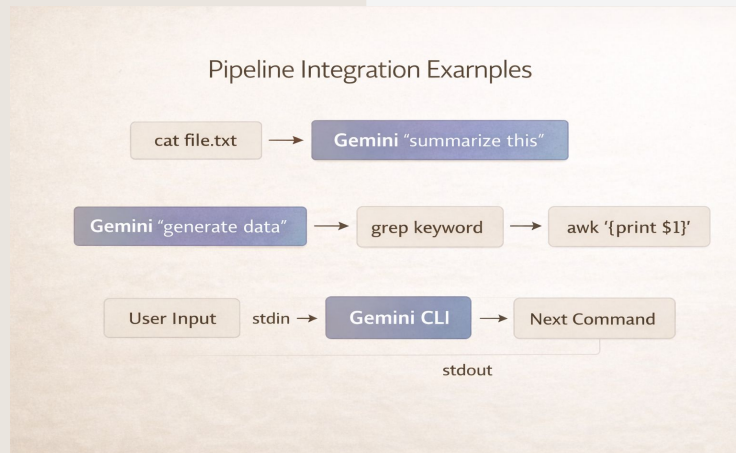 Pipeline Integration Exarnples
cat file.txt
Gemini “summarize this”
Gemini “generate data”
grep keyword
awk ‘{print $1}’
User Input
stdin
Gemini CLI
Next Command
stdout